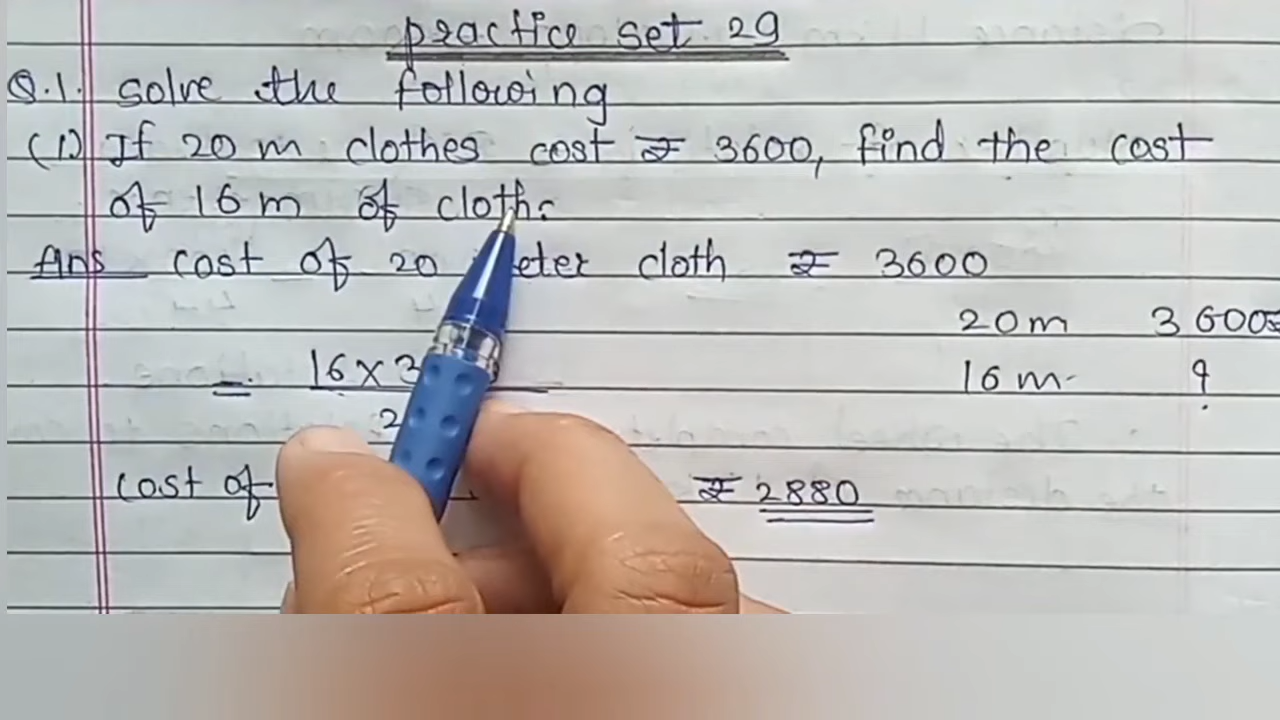 practice set 29
Q.1. solve the following
(1) If 20 m clothes cost ₹ 3600, find the cost
of 16 m of cloth.
Ans cost of 20 eter cloth ₹ 3600
20m 3600₹
= 16 x 3 16 m. ?
2
cost of ₹ 2880